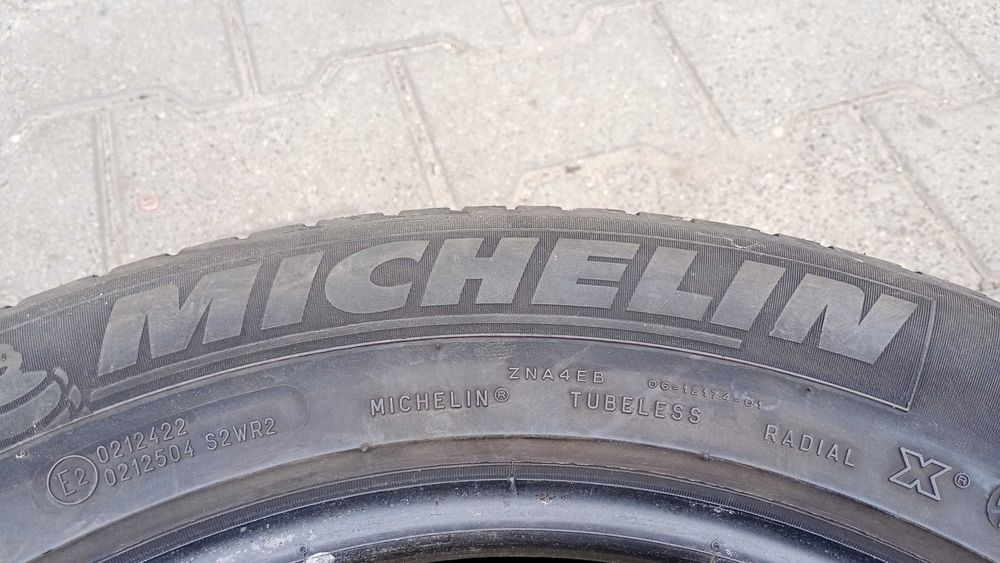 MICHELIN
ZNA4EB
06-12174-01
MICHELIN®
TUBELESS
RADIAL
X®
E2
0212422
0212504 S2WR2